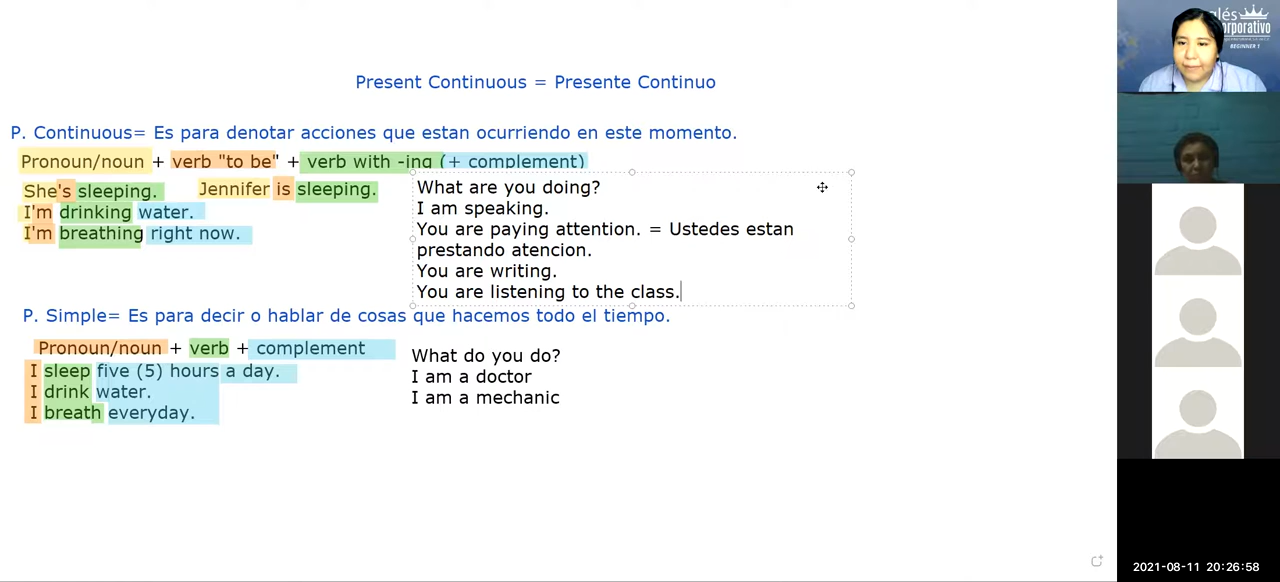 Present Continuous = Presente Continuo
P. Continuous= Es para denotar acciones que estan ocurriendo en este momento.
Pronoun/noun + verb "to be" + verb with -ing (+ complement)
She's sleeping. Jennifer is sleeping.
I'm drinking water.
I'm breathing right now.
What are you doing?
I am speaking.
You are paying attention. = Ustedes estan
prestando atencion.
You are writing.
You are listening to the class.
P. Simple= Es para decir o hablar de cosas que hacemos todo el tiempo.
Pronoun/noun + verb + complement
I sleep five (5) hours a day.
I drink water.
I breath everyday.
What do you do?
I am a doctor
I am a mechanic
BEGINNER 1
2021-08-11 20:26:58